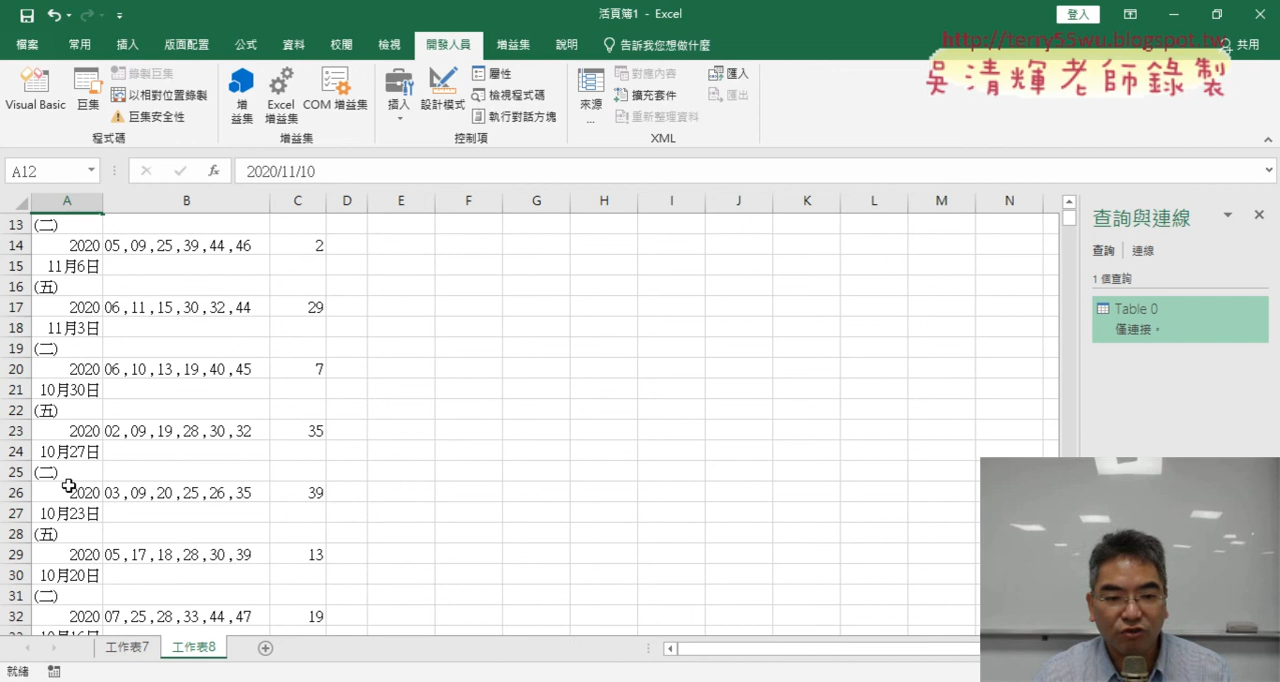 活頁簿1 - Excel
登入
檔案 常用 插入 版面配置 公式 資料 校閱 檢視 開發人員 增益集 說明 告訴我您想做什麼 共用
http://terry55wu.blogspot.tw
吳清輝老師錄製
Visual Basic
巨集
錄製巨集
以相對位置錄製
巨集安全性
程式碼
增益集
Excel 增益集
COM 增益集
增益集
插入
設計模式
屬性
檢視程式碼
執行對話方塊
控制項
來源...
對應內容
擴充套件
重新整理資料
匯入
匯出
XML
A12 fx 2020/11/10
A B C D E F G H I J K L M N
13 (二)
14 2020 05,09,25,39,44,46 2
15 11月6日
16 (五)
17 2020 06,11,15,30,32,44 29
18 11月3日
19 (二)
20 2020 06,10,13,19,40,45 7
21 10月30日
22 (五)
23 2020 02,09,19,28,30,32 35
24 10月27日
25 (二)
26 2020 03,09,20,25,26,35 39
27 10月23日
28 (五)
29 2020 05,17,18,28,30,39 13
30 10月20日
31 (二)
32 2020 07,25,28,33,44,47 19
查詢與連線
查詢 連線
1 個查詢
Table 0
僅連接。
工作表7 工作表8
就緒